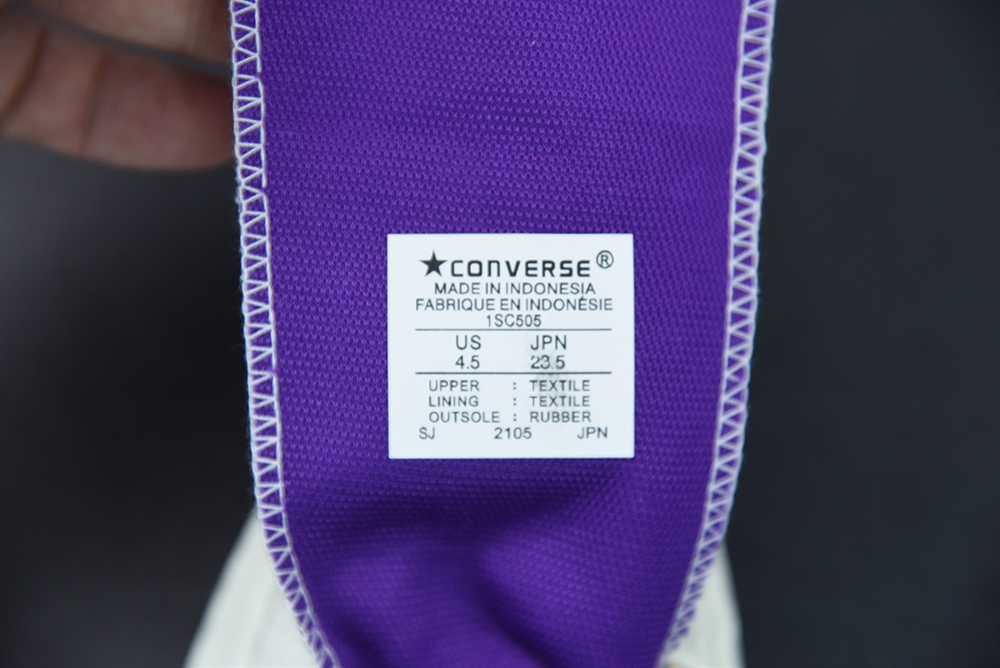 ★CONVERSE®
MADE IN INDONESIA
FABRIQUE EN INDONÉSIE
1SC505
US JPN
4.5 23.5
UPPER : TEXTILE
LINING : TEXTILE
OUTSOLE : RUBBER
SJ 2105 JPN